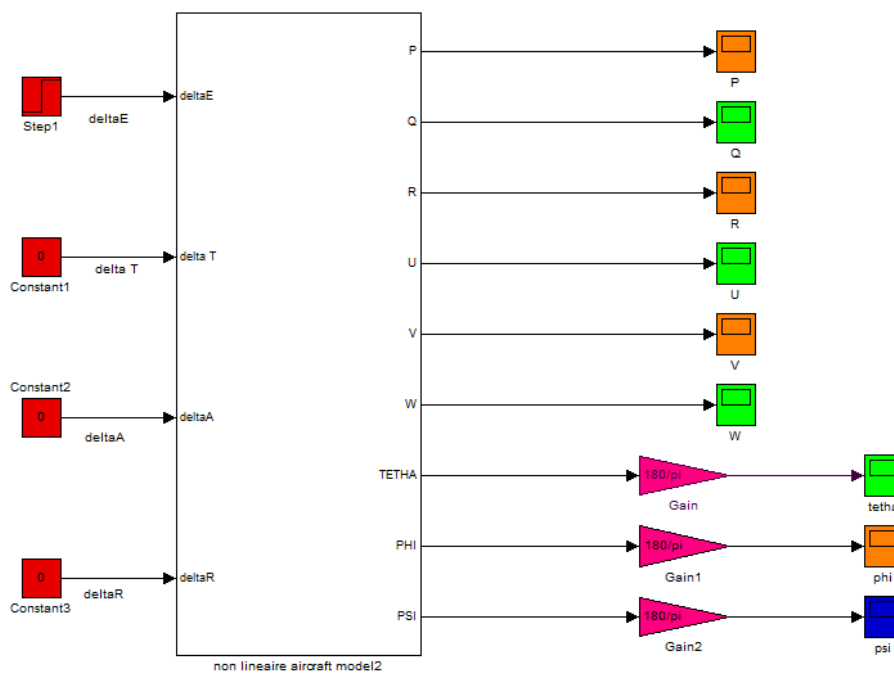 P
P
deltaE
deltaE
Step1
Q
Q
R
R
0
delta T
delta T
Constant1
U
U
V
V
Constant2
0
deltaA
deltaA
W
W
TETHA
180/pi
Gain
tetha
PHI
180/pi
Gain1
phi
0
deltaR
deltaR
Constant3
PSI
180/pi
Gain2
psi
non lineaire aircraft model2